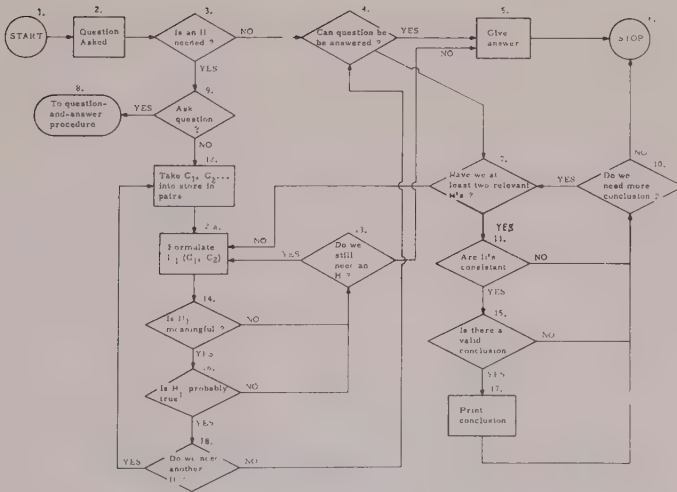 1.
START
2.
Question
Asked
3.
Is an H
needed ?
NO
YES
4.
Can question be
be answered ?
YES
NO
5.
Give
answer
STOP
8.
To question-
and-answer
procedure
YES
9.
Ask
question
?
NO
12.
Take C1, C2...
into store in
pairs
Formulate
(C1, C2)
NO
YES
Do we
still
need an
H ?
7.
Have we at
least two relevant
H's ?
YES
NO
10.
Do we
need more
conclusion ?
YES
Are H's
consistant
NO
YES
14.
Is H1
meaningful ?
NO
YES
Is H probably
true
NO
YES
15.
Is there a
valid
conclusion
NO
YES
17.
Print
conclusion
18.
Do we need
another
YES
NO